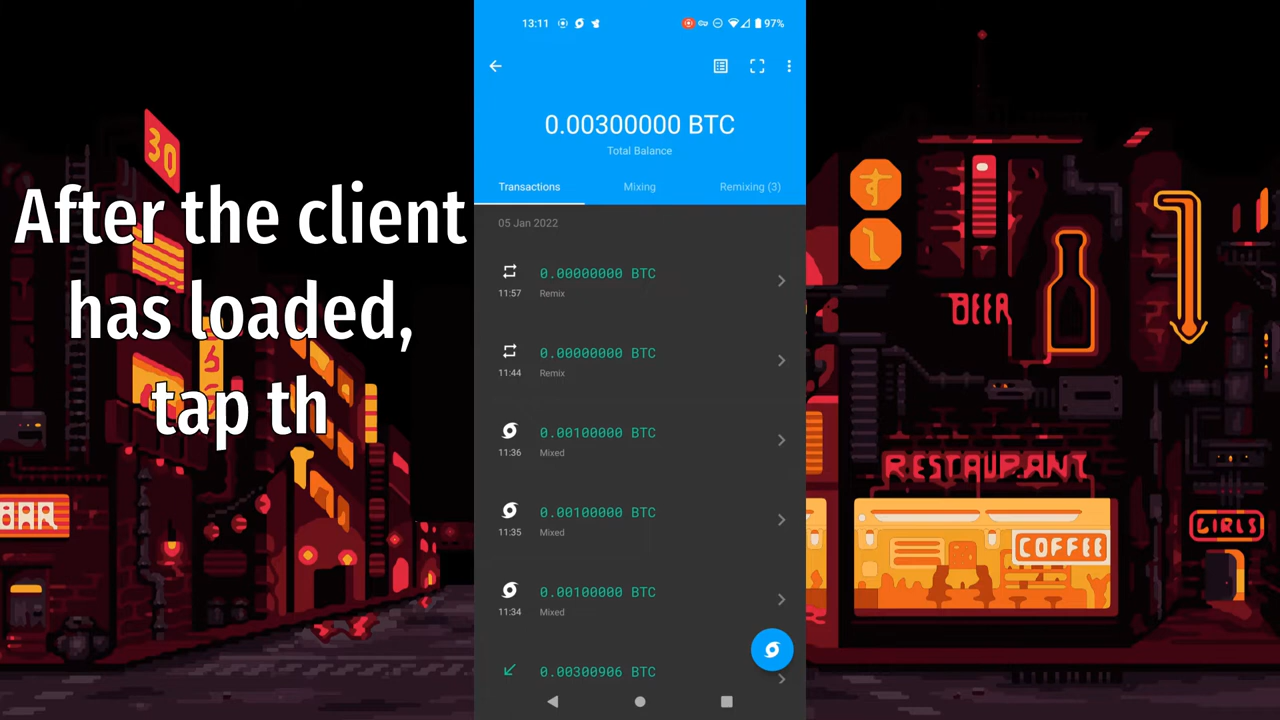 After the client
has loaded,
tap th
13:11
97%
0.00300000 BTC
Total Balance
Transactions
Mixing
Remixing (3)
05 Jan 2022
0.00000000 BTC
11:57
Remix
0.00000000 BTC
11:44
Remix
0.00100000 BTC
11:36
Mixed
0.00100000 BTC
11:35
Mixed
0.00100000 BTC
11:34
Mixed
0.00300906 BTC
30
BAR
す
し
BEER
RESTAURANT
COFFEE
GIRLS